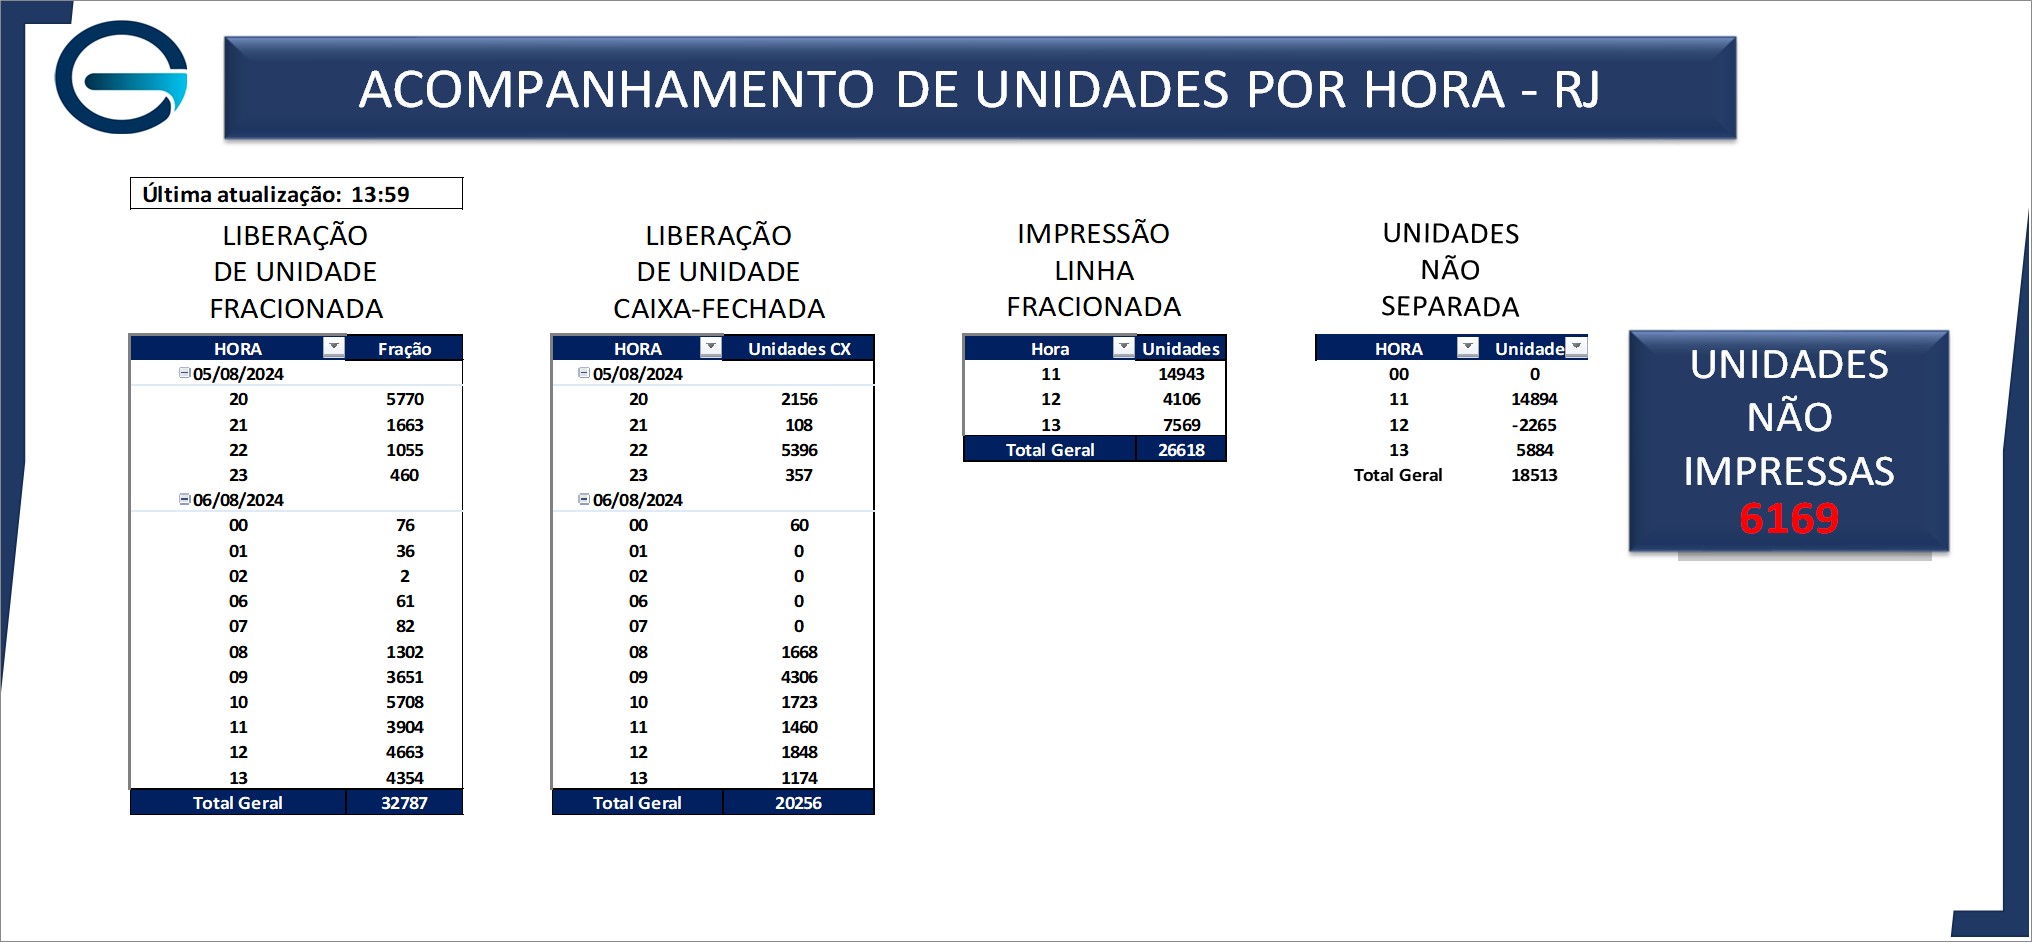 ACOMPANHAMENTO DE UNIDADES POR HORA - RJ
Última atualização: 13:59
LIBERAÇÃO
DE UNIDADE
FRACIONADA
HORA Fração
05/08/2024
20 5770
21 1663
22 1055
23 460
06/08/2024
00 76
01 36
02 2
06 61
07 82
08 1302
09 3651
10 5708
11 3904
12 4663
13 4354
Total Geral 32787
LIBERAÇÃO
DE UNIDADE
CAIXA-FECHADA
HORA Unidades CX
05/08/2024
20 2156
21 108
22 5396
23 357
06/08/2024
00 60
01 0
02 0
06 0
07 0
08 1668
09 4306
10 1723
11 1460
12 1848
13 1174
Total Geral 20256
IMPRESSÃO
LINHA
FRACIONADA
Hora Unidades
11 14943
12 4106
13 7569
Total Geral 26618
UNIDADES
NÃO
SEPARADA
HORA Unidade
00 0
11 14894
12 -2265
13 5884
Total Geral 18513
UNIDADES
NÃO
IMPRESSAS
6169